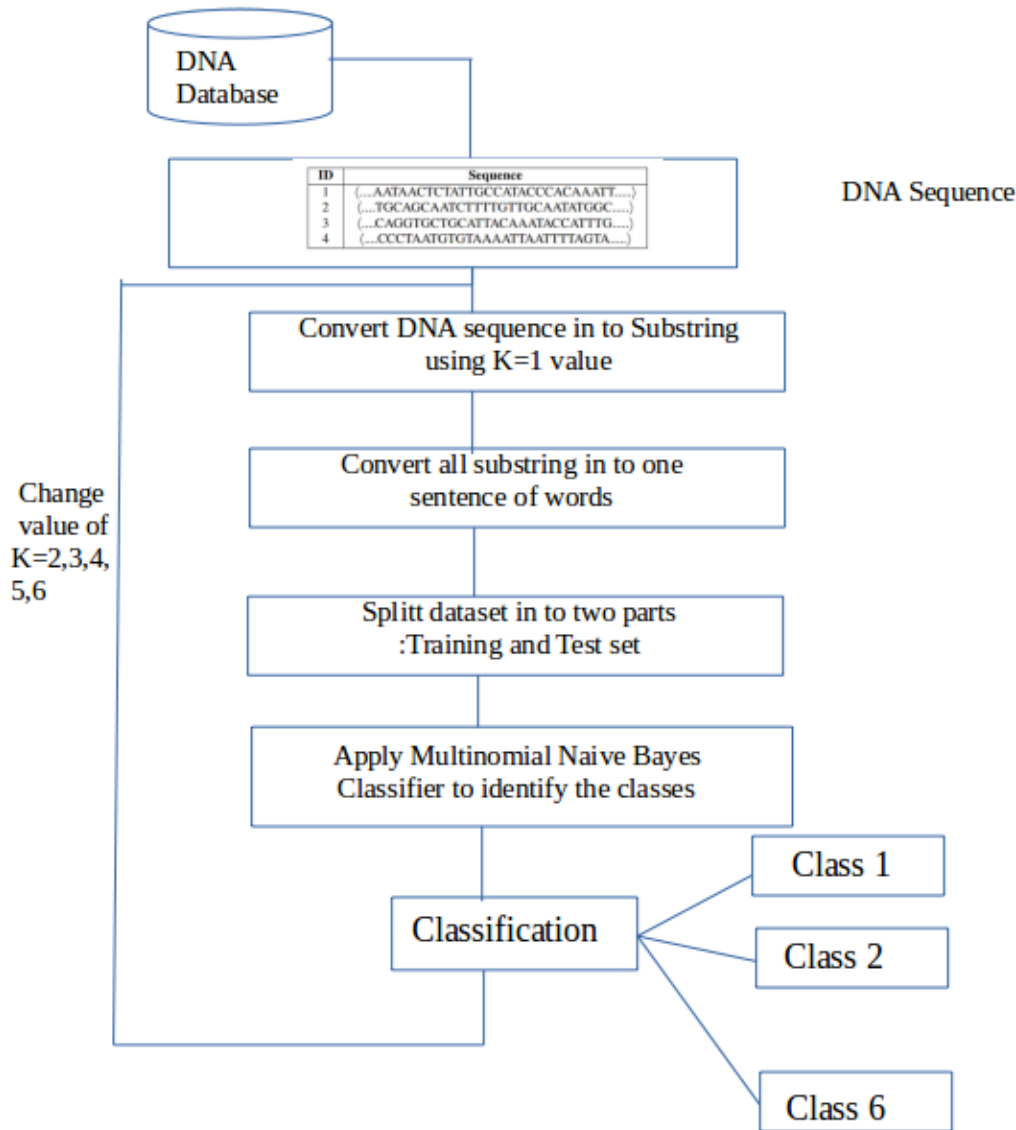 DNA
Database
ID Sequence
1 ⟨....AATAACTCTATTGCCATACCCACAAATT.....⟩
2 ⟨....TGCAGCAATCTTTTGTTGCAATATGGC.....⟩
3 ⟨....CAGGTGCTGCATTACAAATACCATTTG.....⟩
4 ⟨....CCCTAATGTGTAAAATTAATTTTAGTA.....⟩
DNA Sequence
Convert DNA sequence in to Substring
using K=1 value
Convert all substring in to one
sentence of words
Change
value of
K=2,3,4,
5,6
Splitt dataset in to two parts
:Training and Test set
Apply Multinomial Naive Bayes
Classifier to identify the classes
Classification
Class 1
Class 2
Class 6